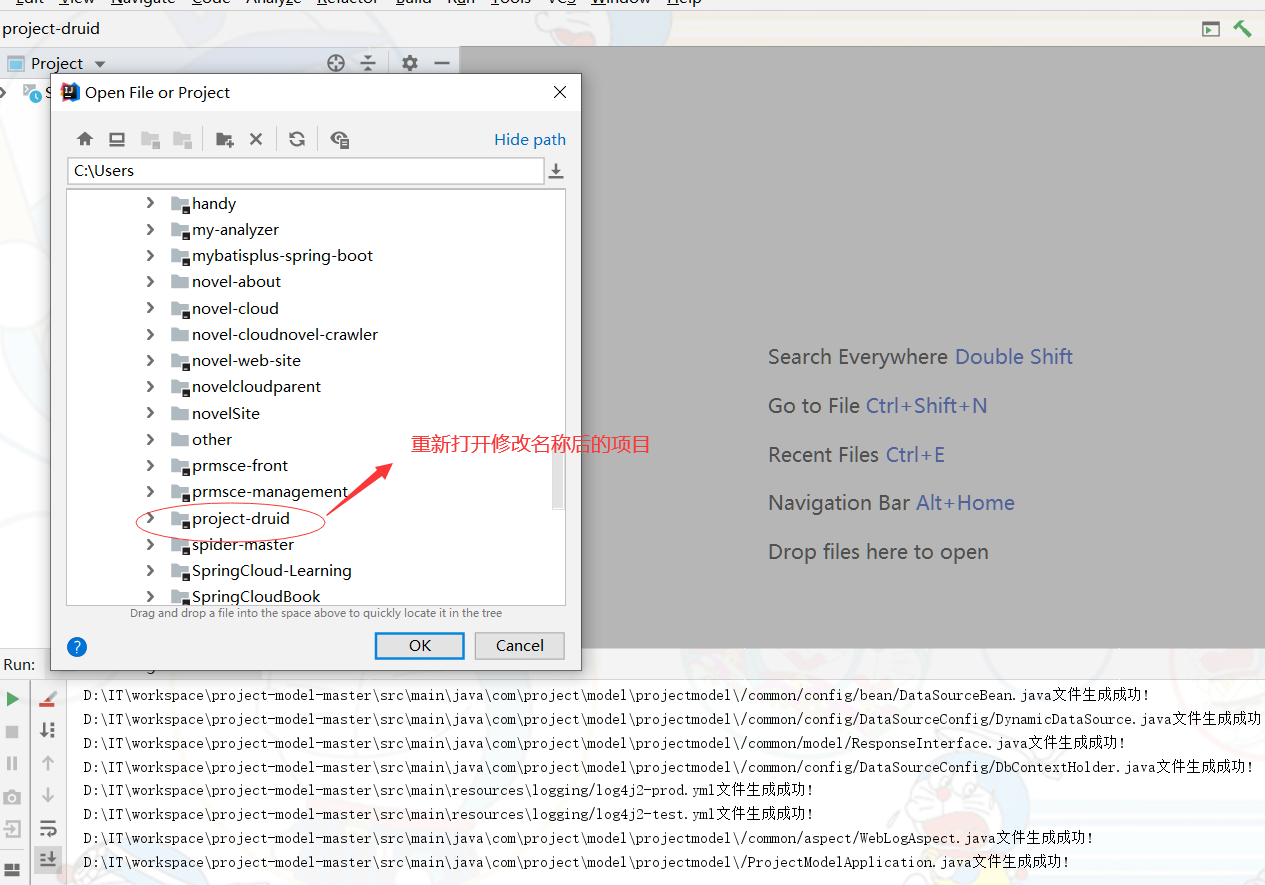 Edit View Navigate Code Analyze Refactor Build Run Tools VCS Window Help
project-druid
Project
S
Open File or Project
Hide path
C:\Users
handy
my-analyzer
mybatisplus-spring-boot
novel-about
novel-cloud
novel-cloudnovel-crawler
novel-web-site
novelcloudparent
novelSite
other
prmsce-front
prmsce-management
project-druid
spider-master
SpringCloud-Learning
SpringCloudBook
重新打开修改名称后的项目
Drag and drop a file into the space above to quickly locate it in the tree
?
OK
Cancel
Search Everywhere Double Shift
Go to File Ctrl+Shift+N
Recent Files Ctrl+E
Navigation Bar Alt+Home
Drop files here to open
Run:
D:\IT\workspace\project-model-master\src\main\java\com\project\model\projectmodel\/common/config/bean/DataSourceBean.java文件生成成功!
D:\IT\workspace\project-model-master\src\main\java\com\project\model\projectmodel\/common/config/DataSourceConfig/DynamicDataSource.java文件生成成功
D:\IT\workspace\project-model-master\src\main\java\com\project\model\projectmodel\/common/model/ResponseInterface.java文件生成成功!
D:\IT\workspace\project-model-master\src\main\java\com\project\model\projectmodel\/common/config/DataSourceConfig/DbContextHolder.java文件生成成功!
D:\IT\workspace\project-model-master\src\main\resources\logging/log4j2-prod.yml文件生成成功!
D:\IT\workspace\project-model-master\src\main\resources\logging/log4j2-test.yml文件生成成功!
D:\IT\workspace\project-model-master\src\main\java\com\project\model\projectmodel\/common/aspect/WebLogAspect.java文件生成成功!
D:\IT\workspace\project-model-master\src\main\java\com\project\model\projectmodel\/ProjectModelApplication.java文件生成成功!